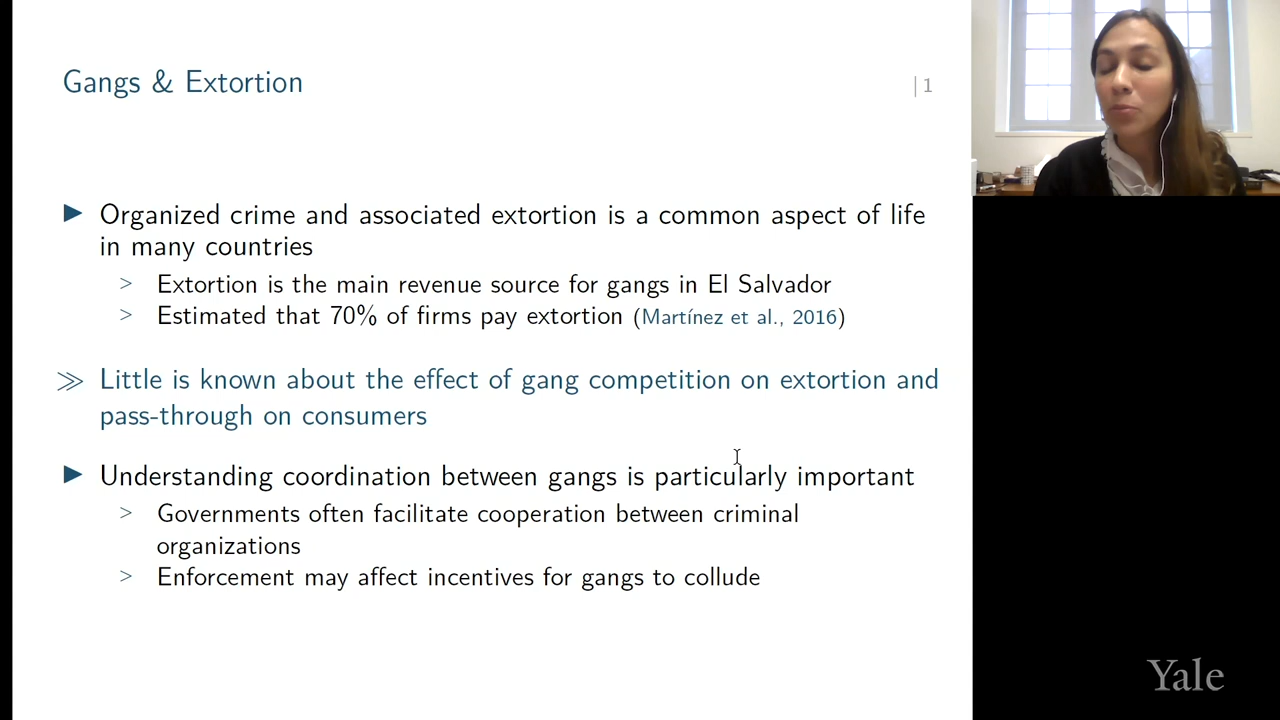 Gangs & Extortion
| 1
▶ Organized crime and associated extortion is a common aspect of life
in many countries
> Extortion is the main revenue source for gangs in El Salvador
> Estimated that 70% of firms pay extortion (Martínez et al., 2016)
≫ Little is known about the effect of gang competition on extortion and
pass-through on consumers
▶ Understanding coordination between gangs is particularly important
> Governments often facilitate cooperation between criminal
organizations
> Enforcement may affect incentives for gangs to collude
Yale